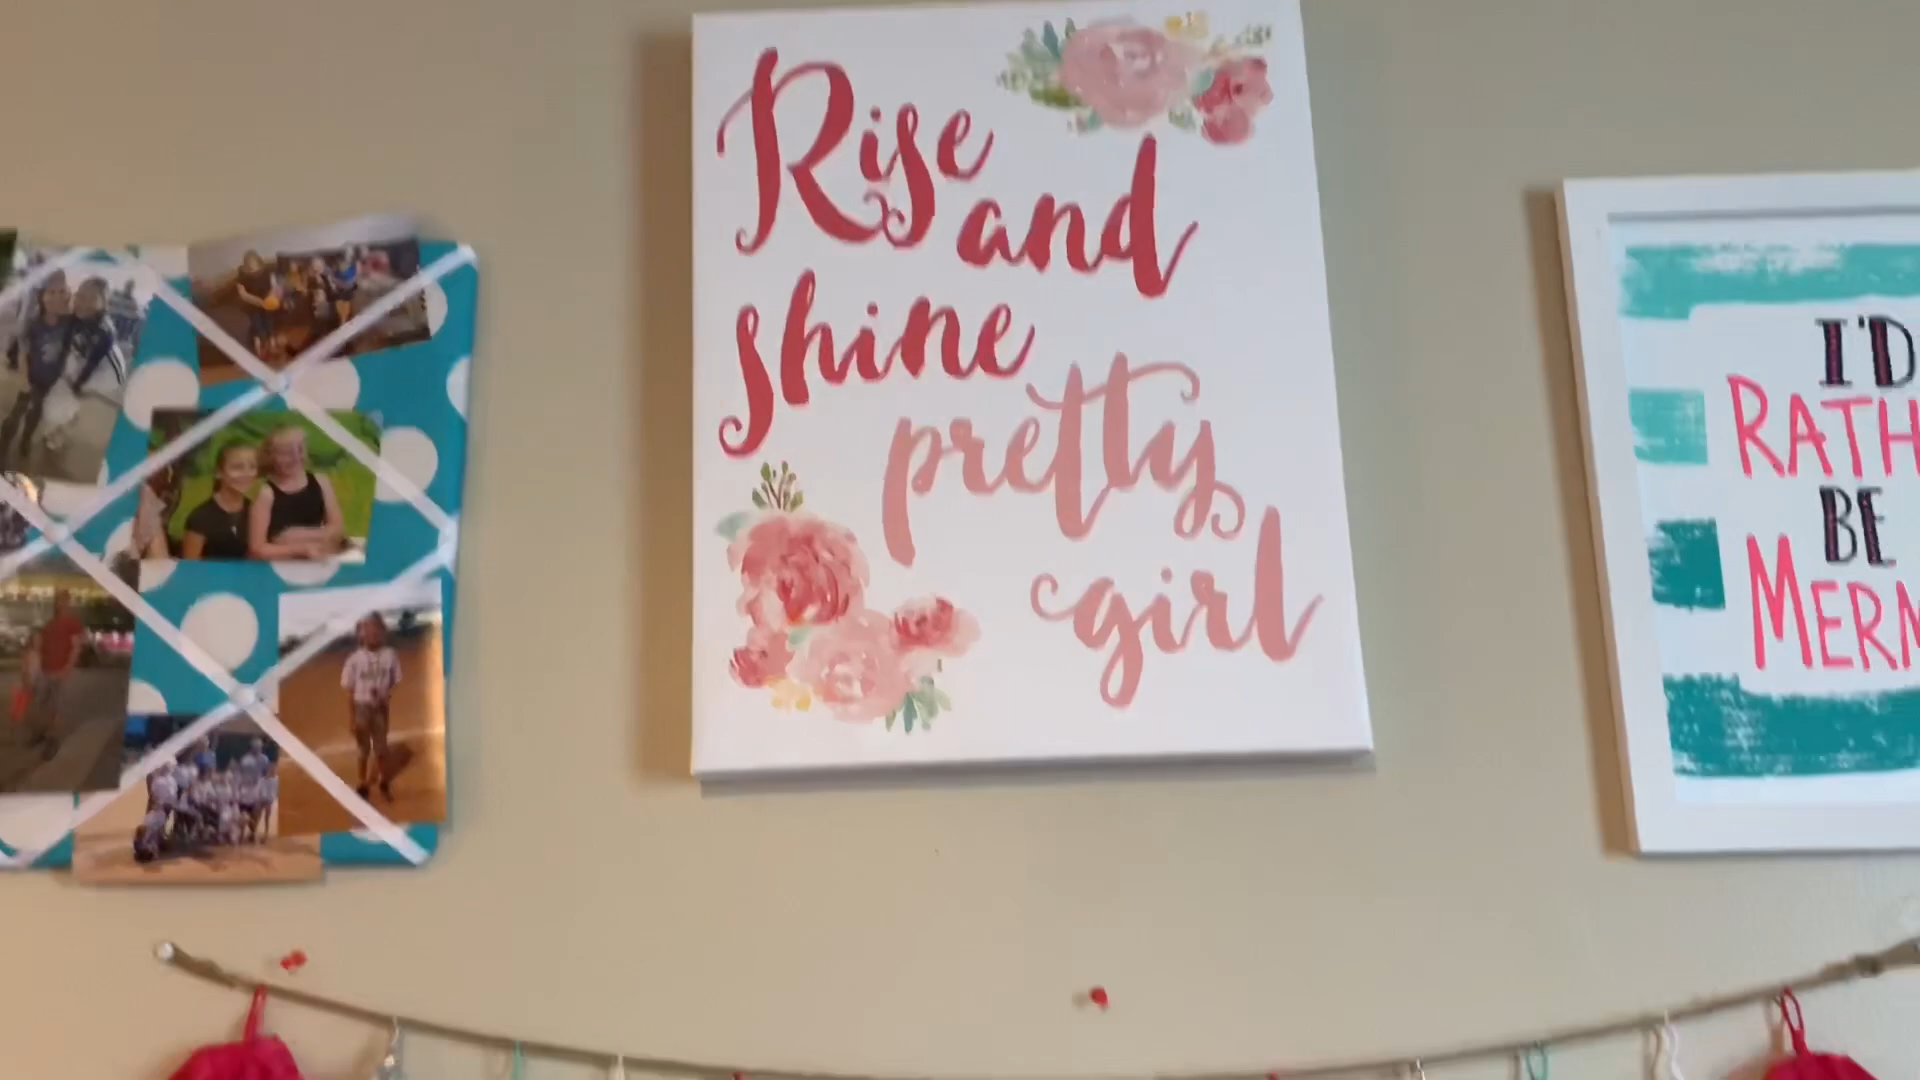 Rise
and
shine
pretty
girl
I'D
RATH
BE
MERM